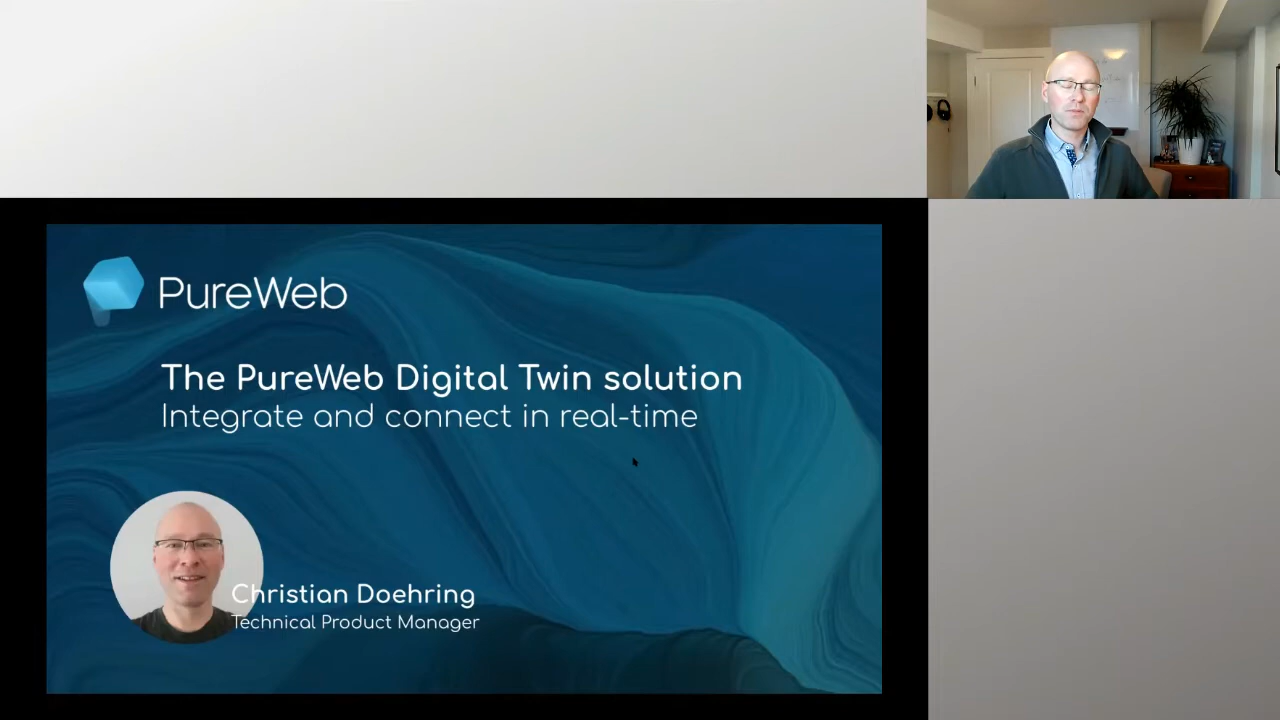 PureWeb
The PureWeb Digital Twin solution
Integrate and connect in real-time
Christian Doehring
Technical Product Manager